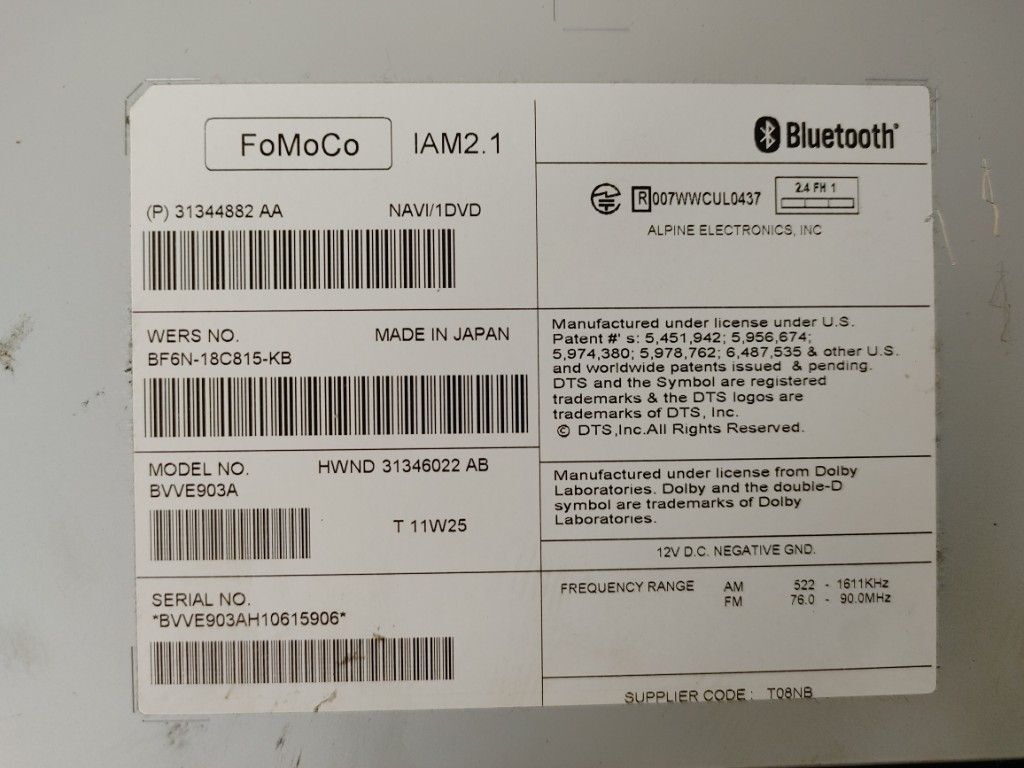 FoMoCo IAM2.1
(P) 31344882 AA NAVI/1DVD
WERS NO. MADE IN JAPAN
BF6N-18C815-KB
MODEL NO. HWND 31346022 AB
BVVE903A
T 11W25
SERIAL NO.
*BVVE903AH10615906*
Bluetooth®
R 007WWCUL0437 2.4 FH 1
ALPINE ELECTRONICS, INC
Manufactured under license under U.S.
Patent #' s: 5,451,942; 5,956,674;
5,974,380; 5,978,762; 6,487,535 & other U.S.
and worldwide patents issued & pending.
DTS and the Symbol are registered
trademarks & the DTS logos are
trademarks of DTS, Inc.
© DTS,Inc.All Rights Reserved.
Manufactured under license from Dolby
Laboratories. Dolby and the double-D
symbol are trademarks of Dolby
Laboratories.
12V D.C. NEGATIVE GND.
FREQUENCY RANGE AM 522 - 1611KHz
FM 76.0 - 90.0MHz
SUPPLIER CODE : T08NB